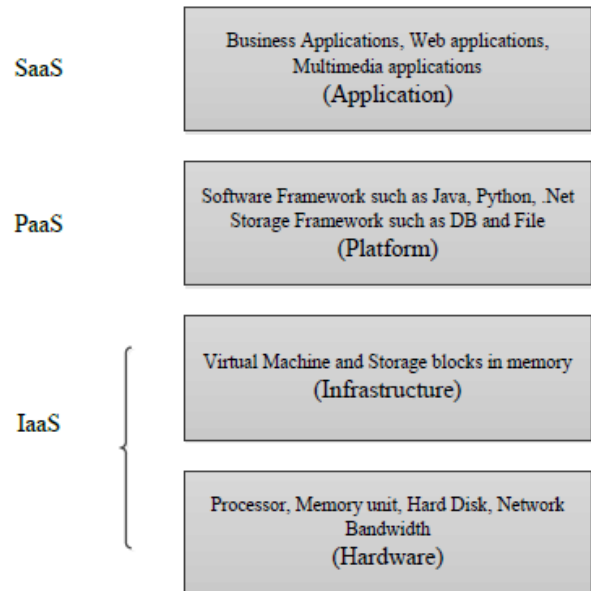 SaaS
Business Applications, Web applications,
Multimedia applications
(Application)
PaaS
Software Framework such as Java, Python, .Net
Storage Framework such as DB and File
(Platform)
IaaS
Virtual Machine and Storage blocks in memory
(Infrastructure)
Processor, Memory unit, Hard Disk, Network
Bandwidth
(Hardware)